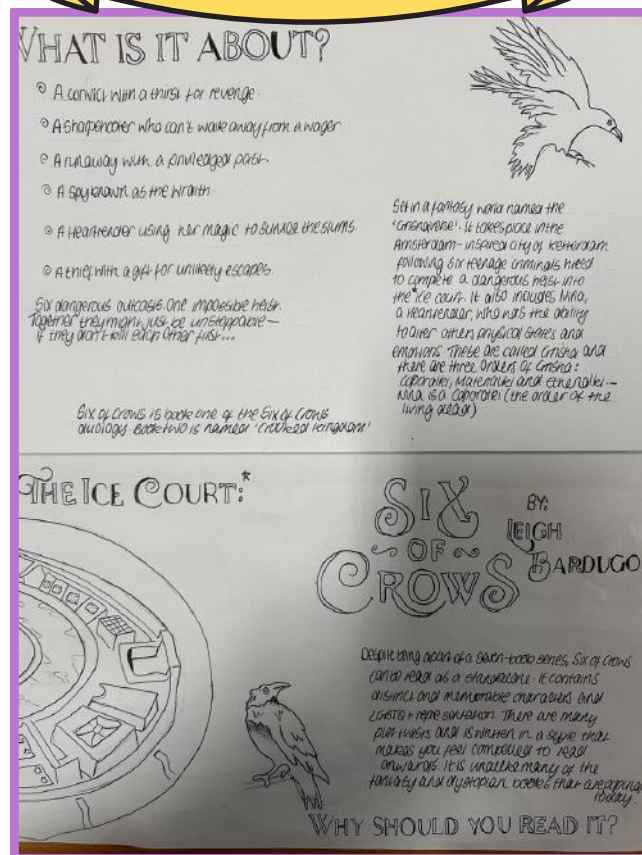 WHAT IS IT ABOUT?
A convict with a thirst for revenge.
A sharpshooter who can't walk away from a wager
A runaway with a privileged past.
A spy known as the Wraith.
A Heartrender using her magic to survive the slums.
A thief with a gift for unlikely escapes.
Six dangerous outcasts. One impossible heist.
Together they might just be unstoppable –
if they don't kill each other first...
Six of Crows is book one of the Six of Crows
duology. Book two is named 'Crooked Kingdom'
Set in a fantasy world named the
'Grishaverse'. It takes place in the
Amsterdam-inspired city of Ketterdam
following six teenage criminals hired
to compete a dangerous heist into
the *ice court. It also includes Nina,
a Heartrender, who has the ability
to alter others physical states and
emotions. These are called Grisha and
there are three orders of Grisha:
Corporalki, Materialki and Etherealki –
Nina is a Corporalki (the order of the
living dead)
THE ICE COURT:*
SIX
OF
CROWS
BY:
LEIGH
BARDUGO
Despite being a part of a seven-book series, Six of Crows
can be read as a standalone. It contains
distinct and memorable characters and
LGBTQ+ representation. There are many
plot twists and is written in a style that
makes you feel compelled to read
onwards. It is unalike many of the
fantasy and dystopian books that are popular
today.
WHY SHOULD YOU READ IT?